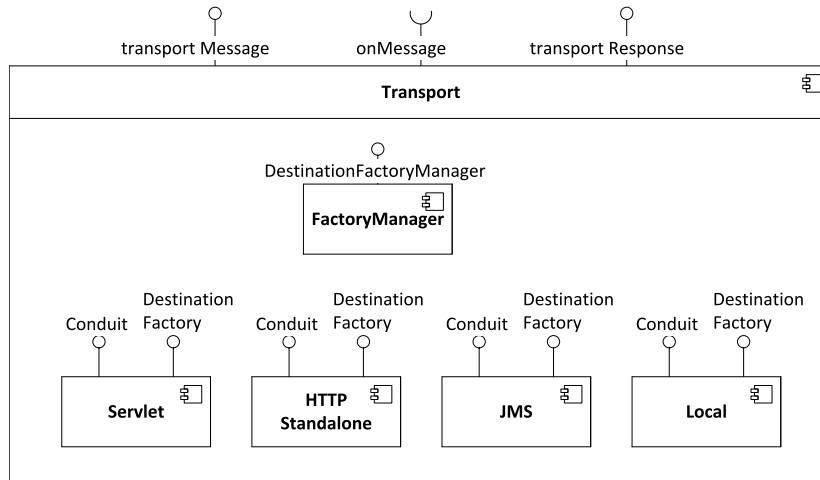 transport Message
onMessage
transport Response
Transport
DestinationFactoryManager
FactoryManager
Conduit
Destination
Factory
Conduit
Destination
Factory
Conduit
Destination
Factory
Conduit
Destination
Factory
Servlet
HTTP
Standalone
JMS
Local